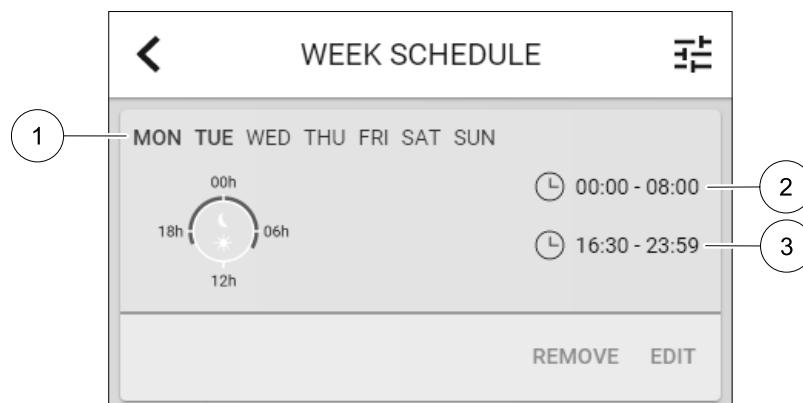 WEEK SCHEDULE
1
MON TUE WED THU FRI SAT SUN
00h
00:00 - 08:00
2
18h
06h
16:30 - 23:59
3
12h
REMOVE EDIT